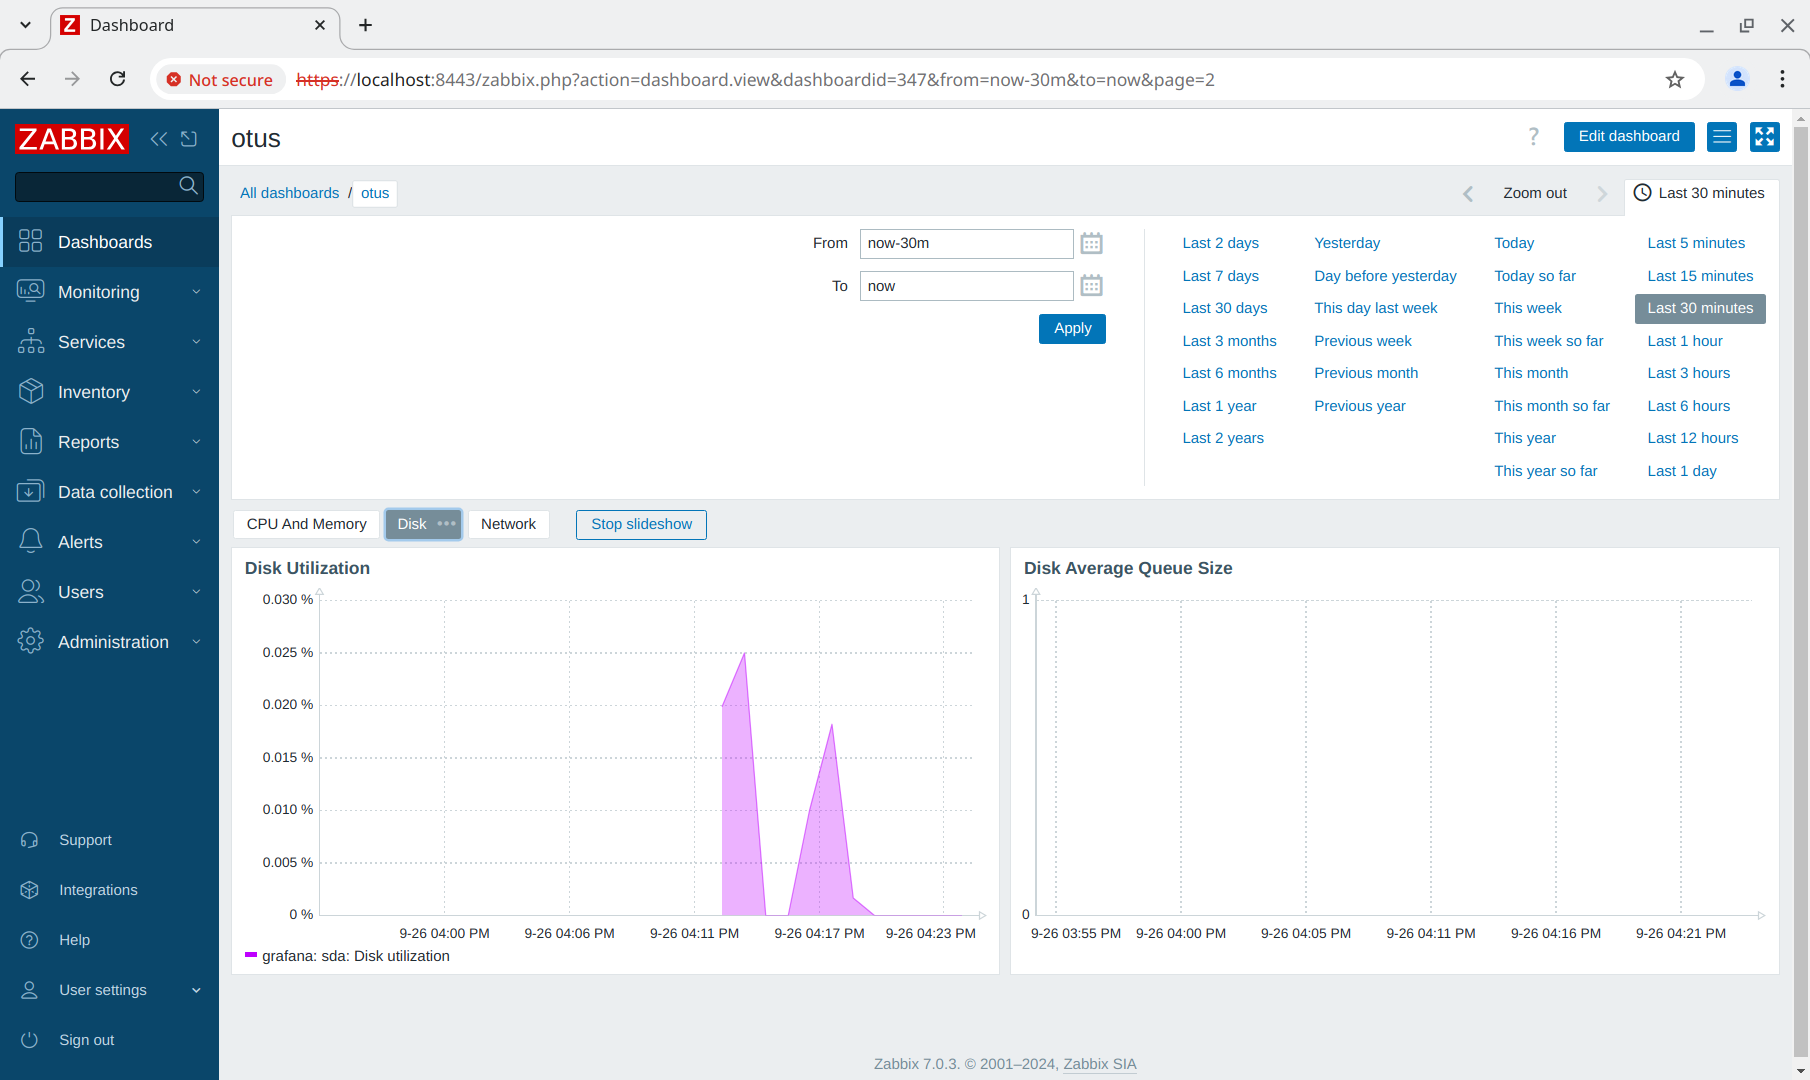 Dashboard
Not secure https://localhost:8443/zabbix.php?action=dashboard.view&dashboardid=347&from=now-30m&to=now&page=2
ZABBIX
otus
? Edit dashboard
All dashboards / otus
Zoom out
Last 30 minutes
Dashboards
Monitoring
Services
Inventory
Reports
Data collection
Alerts
Users
Administration
Support
Integrations
Help
User settings
Sign out
From now-30m
To now
Apply
Last 2 days Yesterday Today Last 5 minutes
Last 7 days Day before yesterday Today so far Last 15 minutes
Last 30 days This day last week This week Last 30 minutes
Last 3 months Previous week This week so far Last 1 hour
Last 6 months Previous month This month Last 3 hours
Last 1 year Previous year This month so far Last 6 hours
Last 2 years This year Last 12 hours
This year so far Last 1 day
CPU And Memory Disk Network Stop slideshow
Disk Utilization
0.030 %
0.025 %
0.020 %
0.015 %
0.010 %
0.005 %
0 %
9-26 04:00 PM 9-26 04:06 PM 9-26 04:11 PM 9-26 04:17 PM 9-26 04:23 PM
grafana: sda: Disk utilization
Disk Average Queue Size
1
0
9-26 03:55 PM 9-26 04:00 PM 9-26 04:05 PM 9-26 04:11 PM 9-26 04:16 PM 9-26 04:21 PM
Zabbix 7.0.3. © 2001–2024, Zabbix SIA